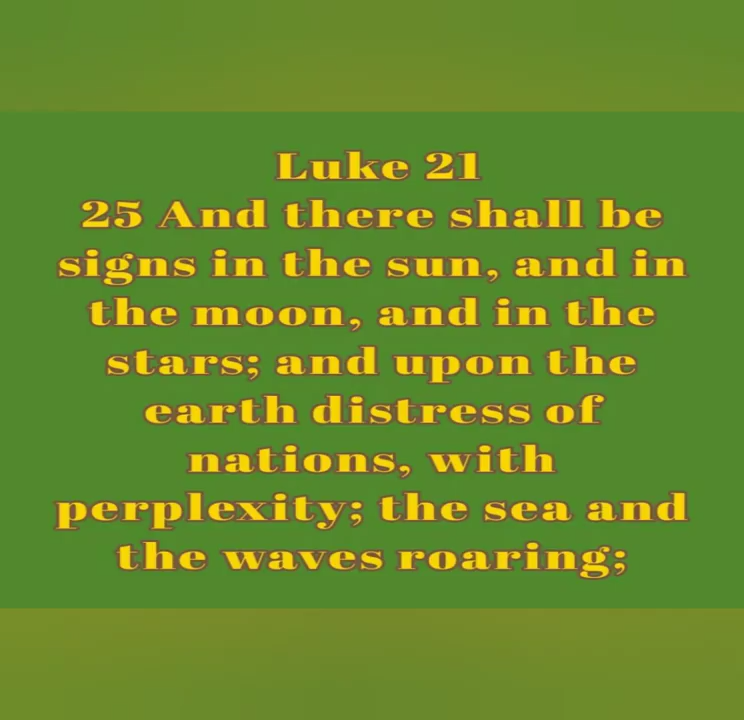 Luke 21
25 And there shall be
signs in the sun, and in
the moon, and in the
stars; and upon the
earth distress of
nations, with
perplexity; the sea and
the waves roaring;